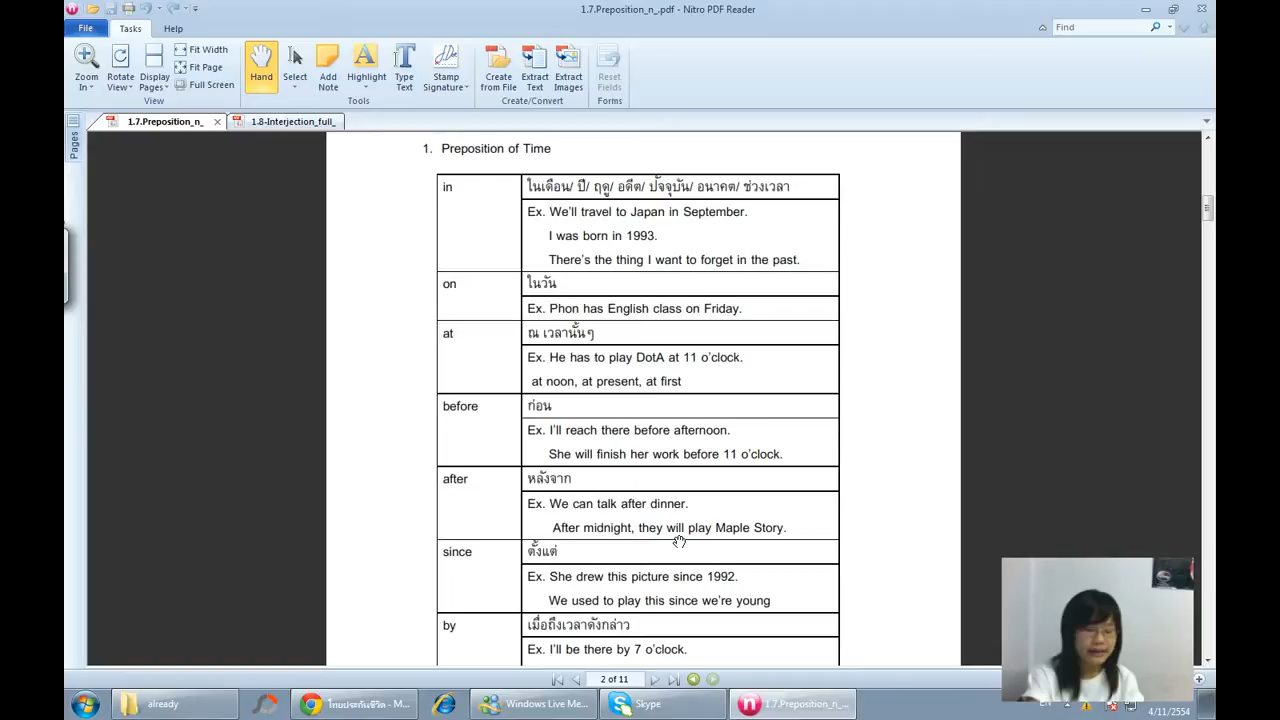 1.7.Preposition_n_.pdf - Nitro PDF Reader
File Tasks Help
Find
Zoom In Rotate View Display Pages
Fit Width
Fit Page
Full Screen
View
Hand Select Add Note Highlight Type Text Stamp Signature
Tools
Create from File Extract Text Extract Images
Create/Convert
Reset Fields
Forms
1.7.Preposition_n_
1.8-Interjection_full_
Pages
1. Preposition of Time
in
ในเดือน/ ปี/ ฤดู/ อดีต/ ปัจจุบัน/ อนาคต/ ช่วงเวลา
Ex. We'll travel to Japan in September.
I was born in 1993.
There's the thing I want to forget in the past.
on
ในวัน
Ex. Phon has English class on Friday.
at
ณ เวลานั้นๆ
Ex. He has to play DotA at 11 o'clock.
at noon, at present, at first
before
ก่อน
Ex. I'll reach there before afternoon.
She will finish her work before 11 o'clock.
after
หลังจาก
Ex. We can talk after dinner.
After midnight, they will play Maple Story.
since
ตั้งแต่
Ex. She drew this picture since 1992.
We used to play this since we're young
by
เมื่อถึงเวลาดังกล่าว
Ex. I'll be there by 7 o'clock.
2 of 11
already
ไทยประกันชีวิต - M...
Windows Live Me...
Skype
1.7.Preposition_n_...
EN
4/11/2554